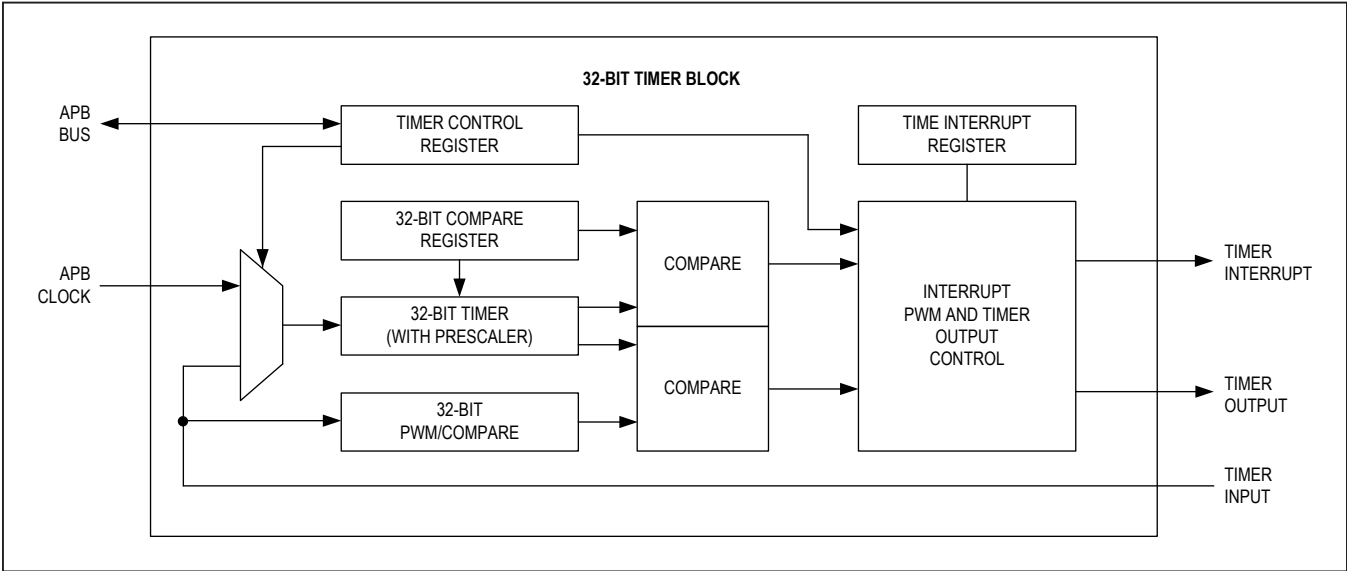 32-BIT TIMER BLOCK
APB
BUS
TIMER CONTROL
REGISTER
TIME INTERRUPT
REGISTER
32-BIT COMPARE
REGISTER
COMPARE
TIMER
INTERRUPT
APB
CLOCK
32-BIT TIMER
(WITH PRESCALER)
INTERRUPT
PWM AND TIMER
OUTPUT
CONTROL
COMPARE
TIMER
OUTPUT
32-BIT
PWM/COMPARE
TIMER
INPUT